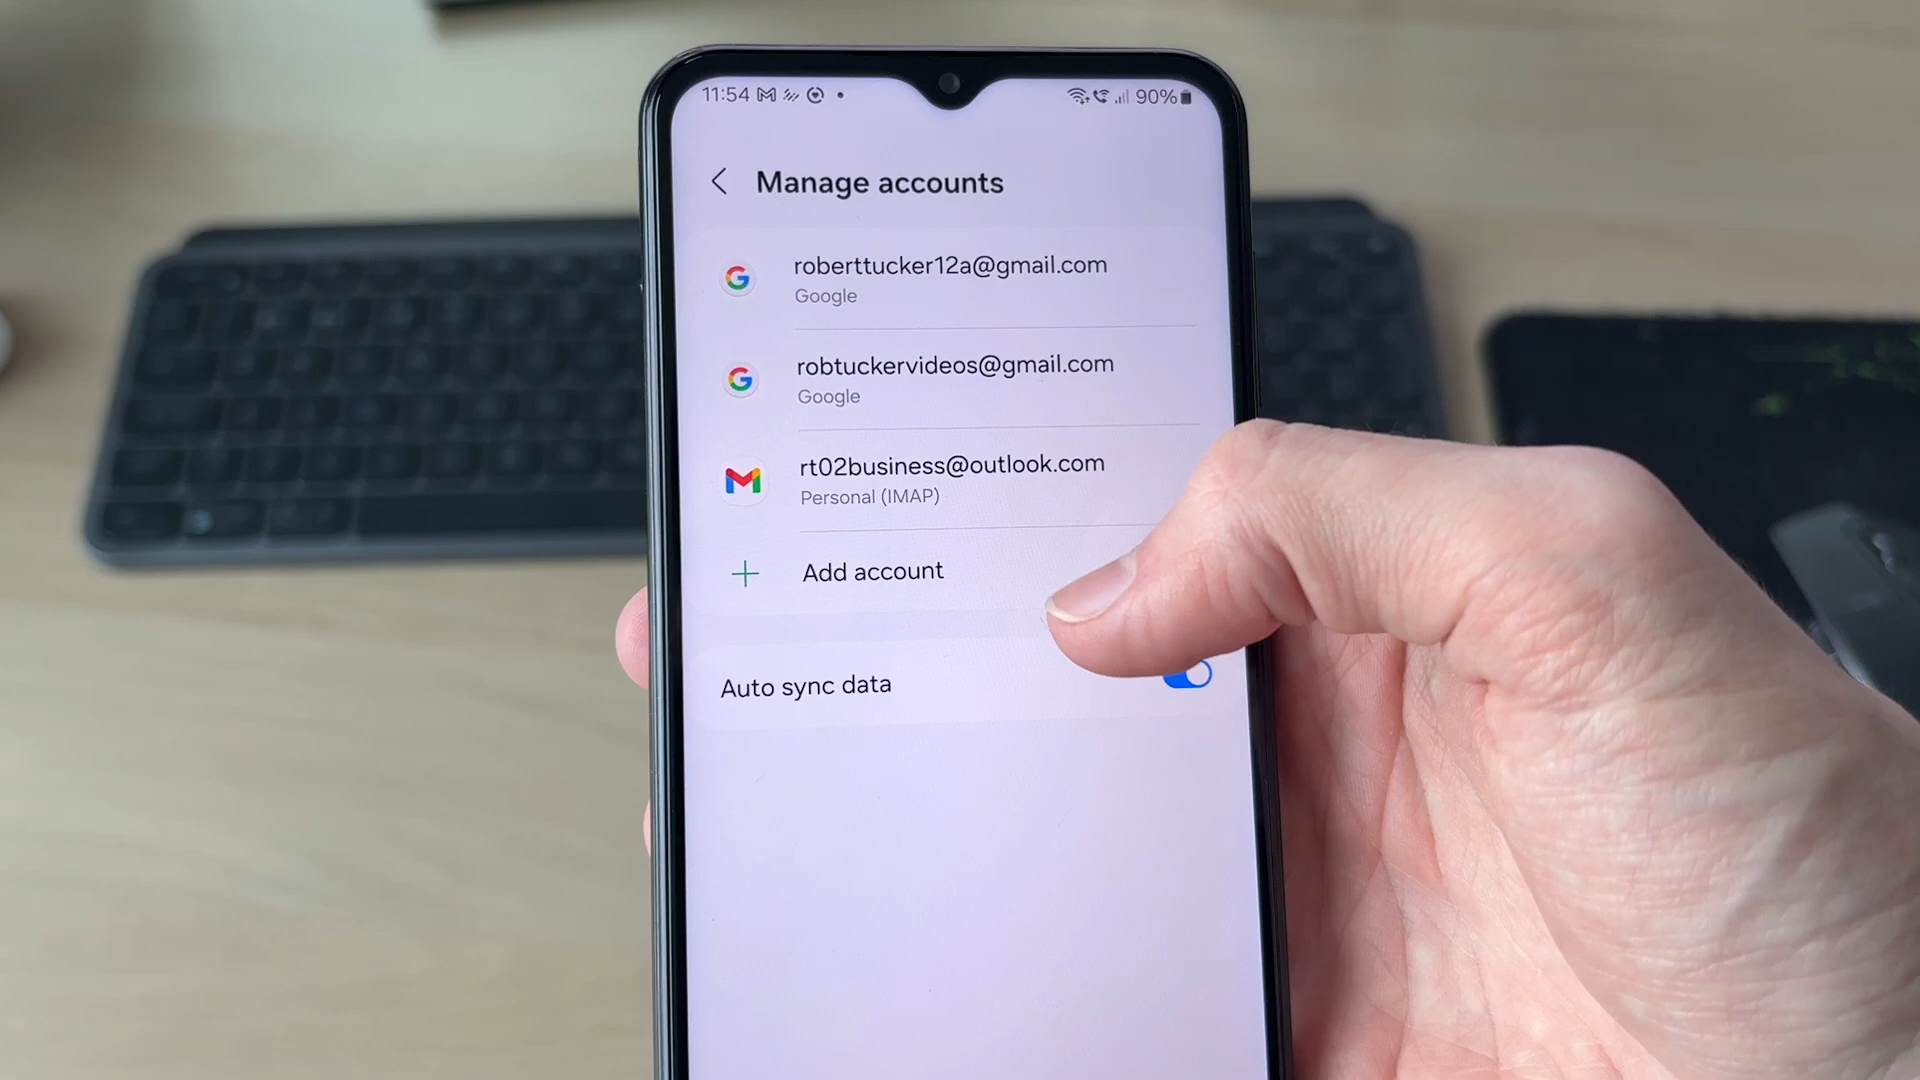 11:54 90%
Manage accounts
roberttucker12a@gmail.com
Google
robtuckervideos@gmail.com
Google
rt02business@outlook.com
Personal (IMAP)
Add account
Auto sync data